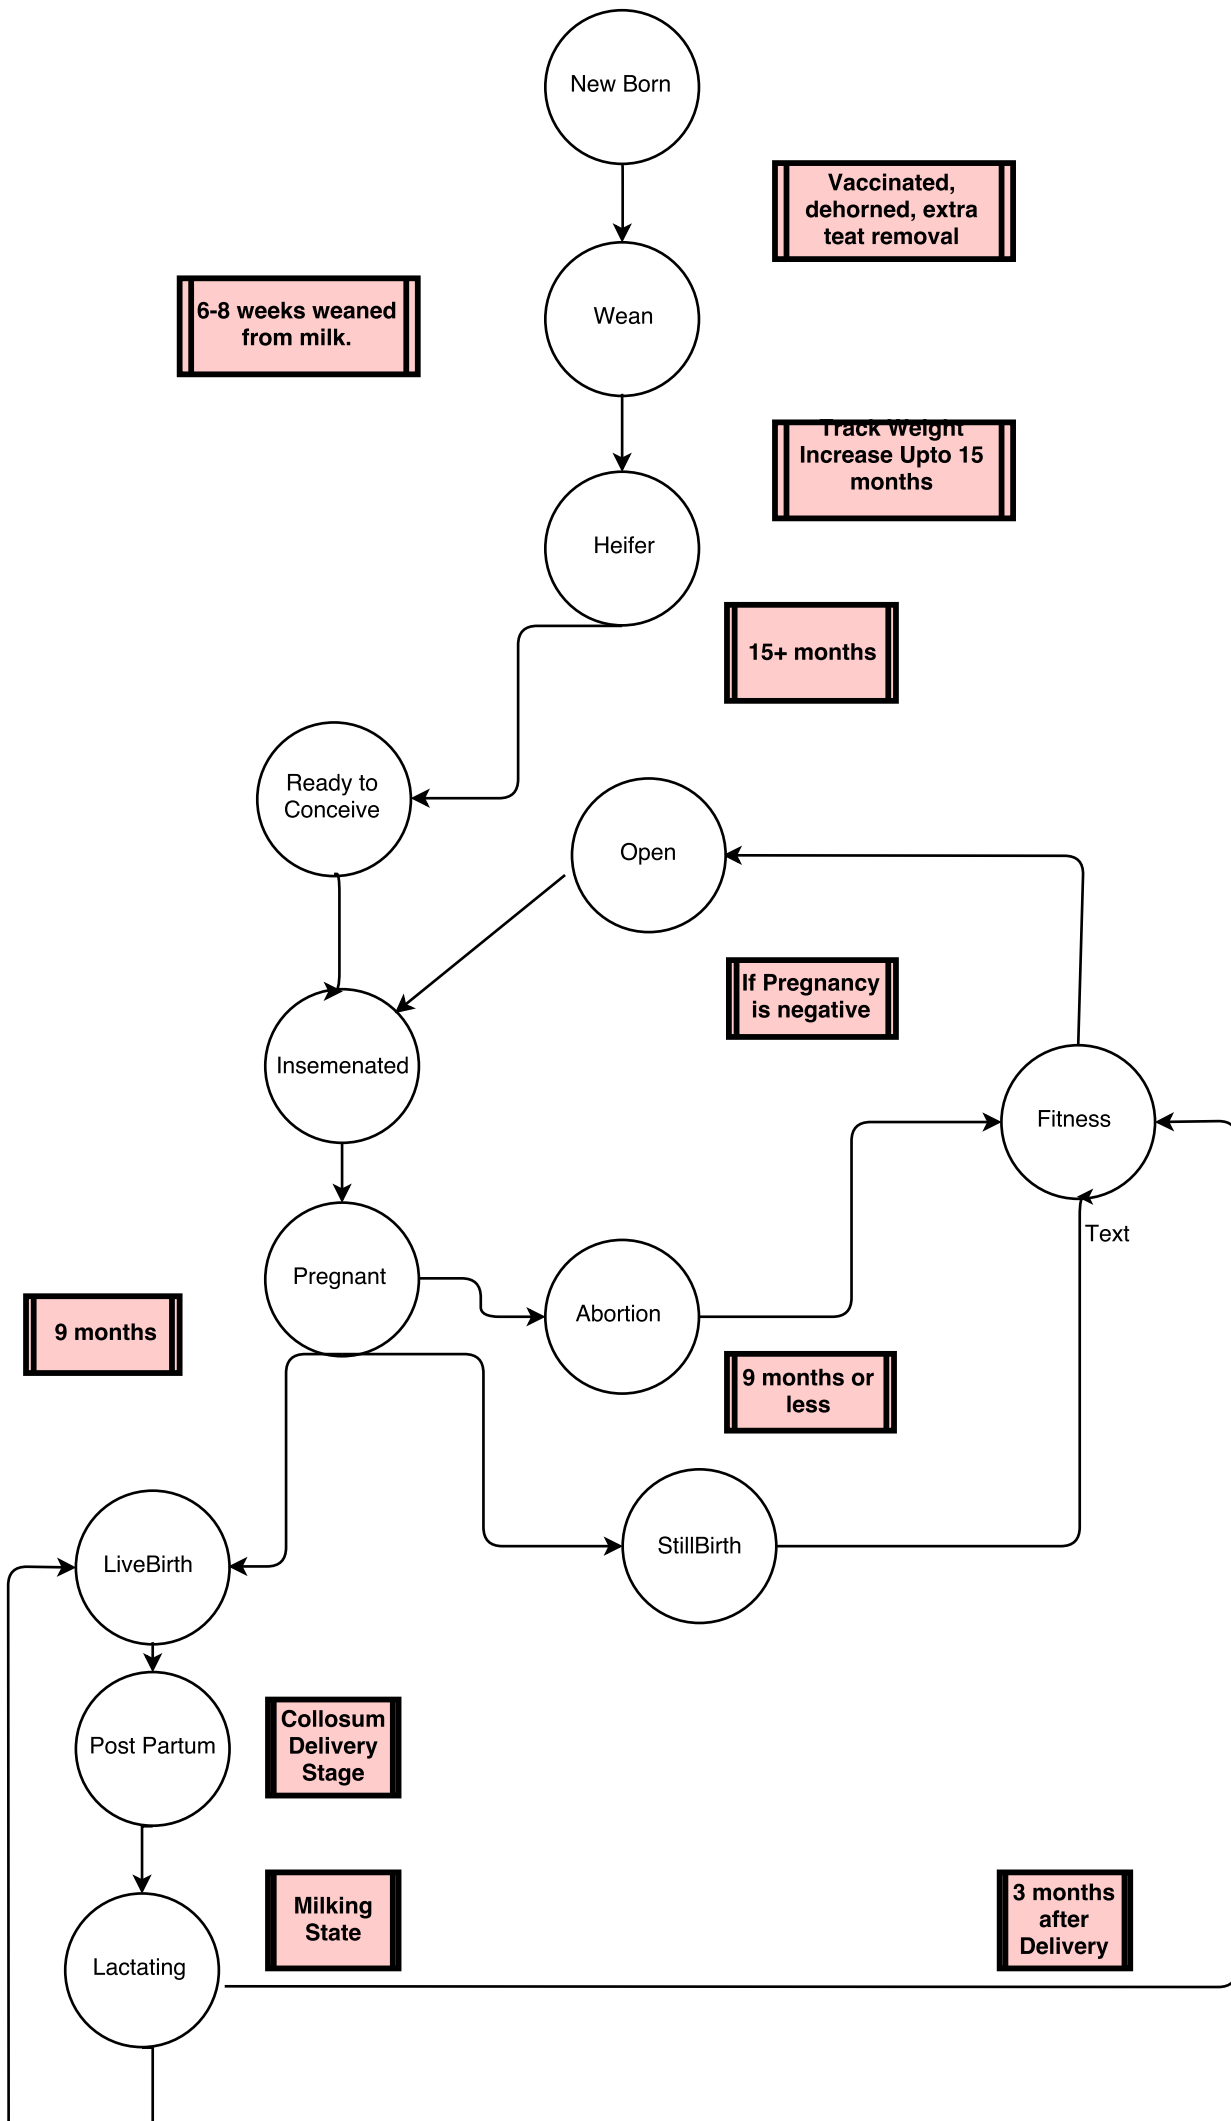 New Born
Vaccinated,
dehorned, extra
teat removal
6-8 weeks weaned
from milk.
Wean
Track Weight
Increase Upto 15
months
Heifer
15+ months
Ready to
Conceive
Open
If Pregnancy
is negative
Insemenated
Fitness
Text
Pregnant
Abortion
9 months
9 months or
less
StillBirth
LiveBirth
Post Partum
Collosum
Delivery
Stage
Milking
State
3 months
after
Delivery
Lactating